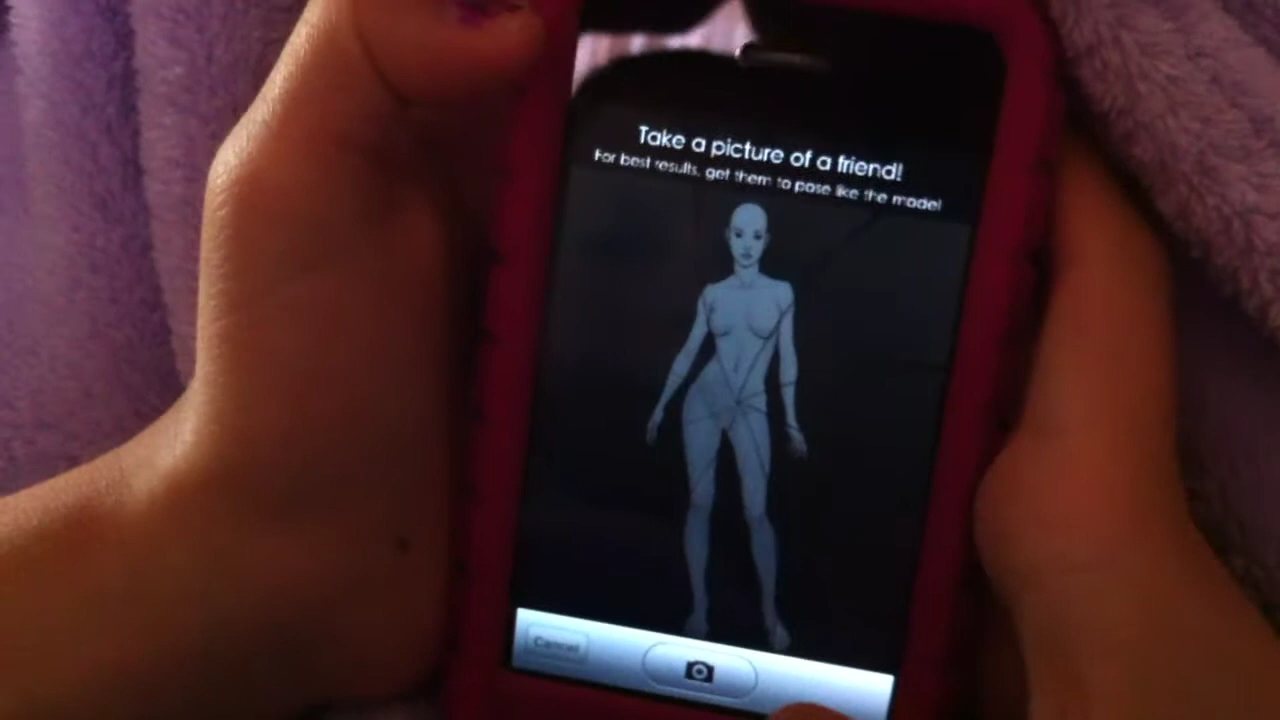 Take a picture of a friend!
For best results, get them to pose like the model
Cancel